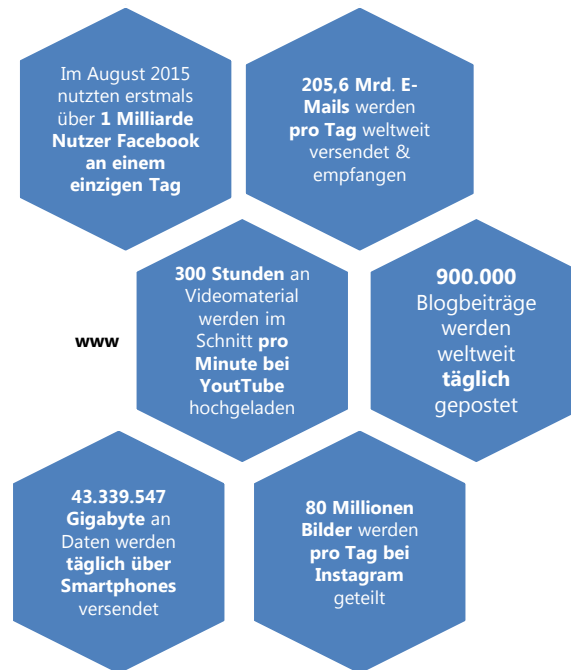 Im August 2015
nutzten erstmals
über 1 Milliarde
Nutzer Facebook
an einem
einzigen Tag
205,6 Mrd. E-
Mails werden
pro Tag weltweit
versendet &
empfangen
www
300 Stunden an
Videomaterial
werden im
Schnitt pro
Minute bei
YoutTube
hochgeladen
900.000
Blogbeiträge
werden
weltweit
täglich
gepostet
43.339.547
Gigabyte an
Daten werden
täglich über
Smartphones
versendet
80 Millionen
Bilder werden
pro Tag bei
Instagram
geteilt